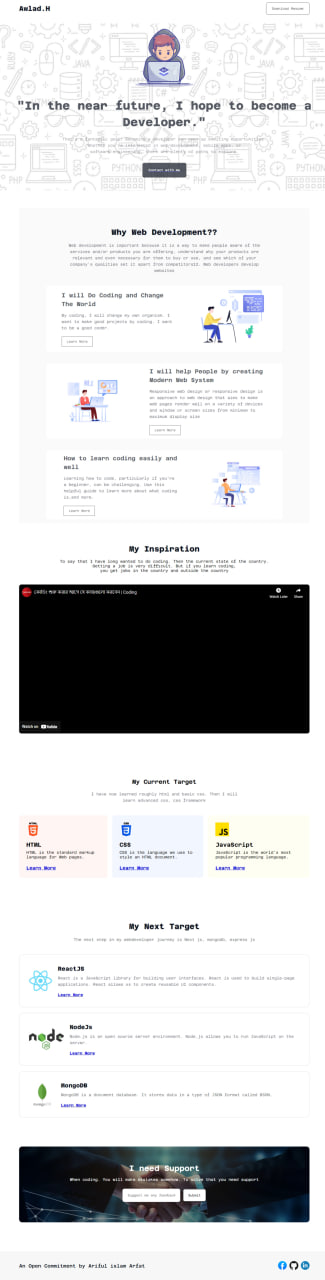 Awlad.H
Download Resume
"In the near future, I hope to become a
Developer."
Contact with me
Why Web Development??
Web development is important because it is a way to make people aware of the
services and/or products you are offering, understand why your products are
relevant and even necessary for them to buy or use, and see which of your
company's qualities set it apart from competitors. Web developers develop
websites
I will Do Coding and Change
The World
By coding, I will change my own organism. I
want to make good projects by coding. I want
to be a good coder
Learn More
I will help People by creating
Modern Web System
Responsive web design or responsive design is
an approach to web design that aims to make
web pages render well on a variety of devices
and window or screen sizes from minimum to
maximum display size
Learn More
How to learn coding easily and
well
Learning how to code, particularly if you're
a beginner, can be challenging. Use this
helpful guide to learn more about what coding
is,and more.
Learn More
My Inspiration
To say that I have long wanted to do coding. Then the current state of the country.
Getting a job is very difficult. But if you learn coding,
you get jobs in the country and outside the country
Coding
Watch Later
Share
Watch on YouTube
My Current Target
I have now learned roughly html and basic css. Then I will
learn advanced css, css framework
HTML
HTML is the standard markup
language for Web pages.
Learn More
CSS
CSS is the language we use to
style an HTML document.
Learn More
JS
JavaScript
JavaScript is the world's most
popular programming language.
Learn More
My Next Target
The next step in my webdeveloper journey is Next js, mongodb, express js
ReactJS
React is a JavaScript library for building user interfaces. React is used to build single-page
applications. React allows us to create reusable UI components.
Learn More
node
NodeJs
Node js is an open source server environment. Node js allows you to run JavaScript on the
server.
Learn More
MongoDB
MongoDB is a document database. It stores data in a type of JSON format called BSON.
Learn More
I need Support
When coding, You will make mistakes somehow. To solve that you need support
Support me any feedback
Submit
An Open Commitment by Ariful islam Arfat